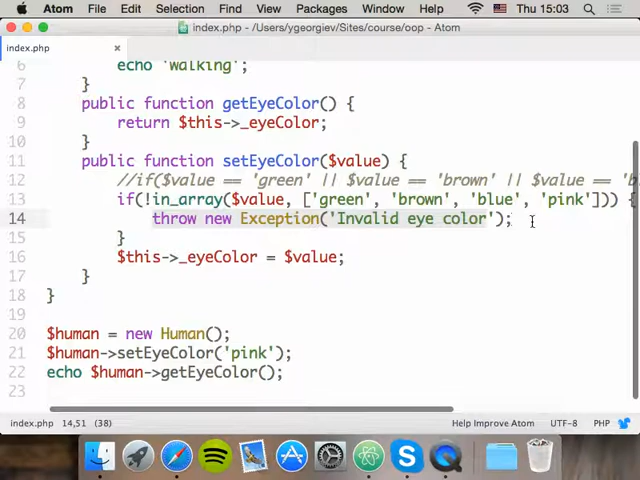 Atom File Edit View Selection Find Packages Window Help Thu 15:03
index.php - /Users/ygeorgiev/Sites/course/oop - Atom
index.php
6 echo 'walking';
7 }
8 public function getEyeColor() {
9 return $this->_eyeColor;
10 }
11 public function setEyeColor($value) {
12 //if($value == 'green' || $value == 'brown' || $value == 'bl
13 if(!in_array($value, ['green', 'brown', 'blue', 'pink'])) {
14 throw new Exception('Invalid eye color');
15 }
16 $this->_eyeColor = $value;
17 }
18 }
19
20 $human = new Human();
21 $human->setEyeColor('pink');
22 echo $human->getEyeColor();
23
index.php 14,51 (38) Help Improve Atom UTF-8 PHP